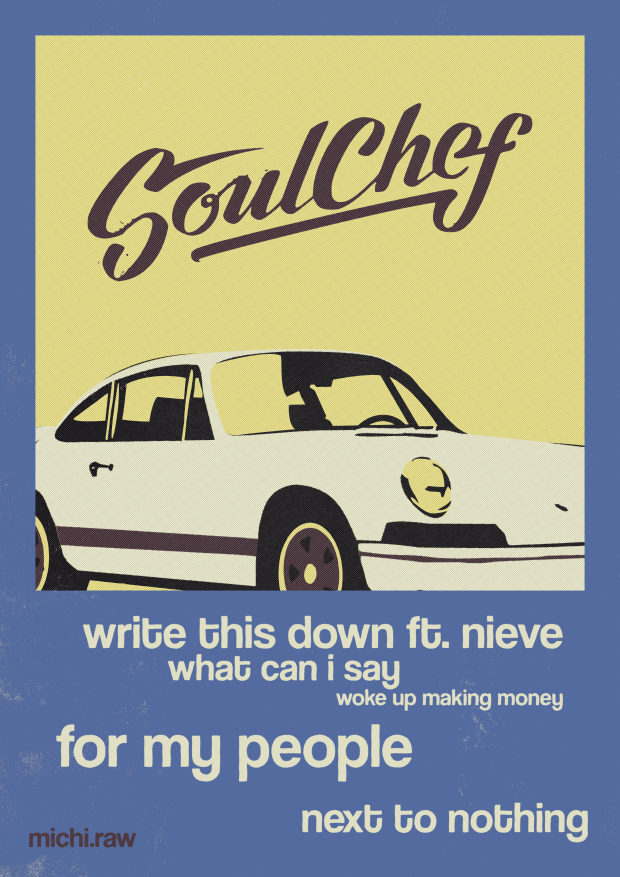 SoulChef
write this down ft. nieve
what can i say
woke up making money
for my people
next to nothing
michi.raw